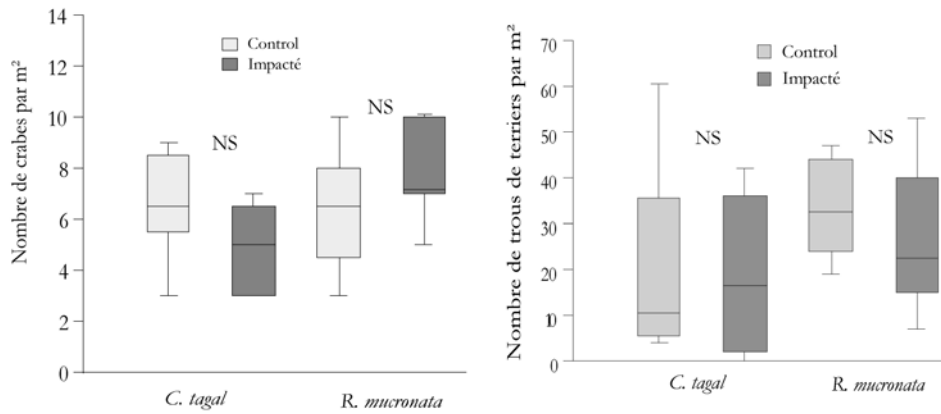 Nombre de crabes par m²
14
12
10
8
6
4
2
0
Control
Impacté
NS
NS
C. tagal
R. mucronata
Nombre de trous de terriers par m²
70
60
50
40
30
20
10
0
Control
Impacté
NS
NS
C. tagal
R. mucronata